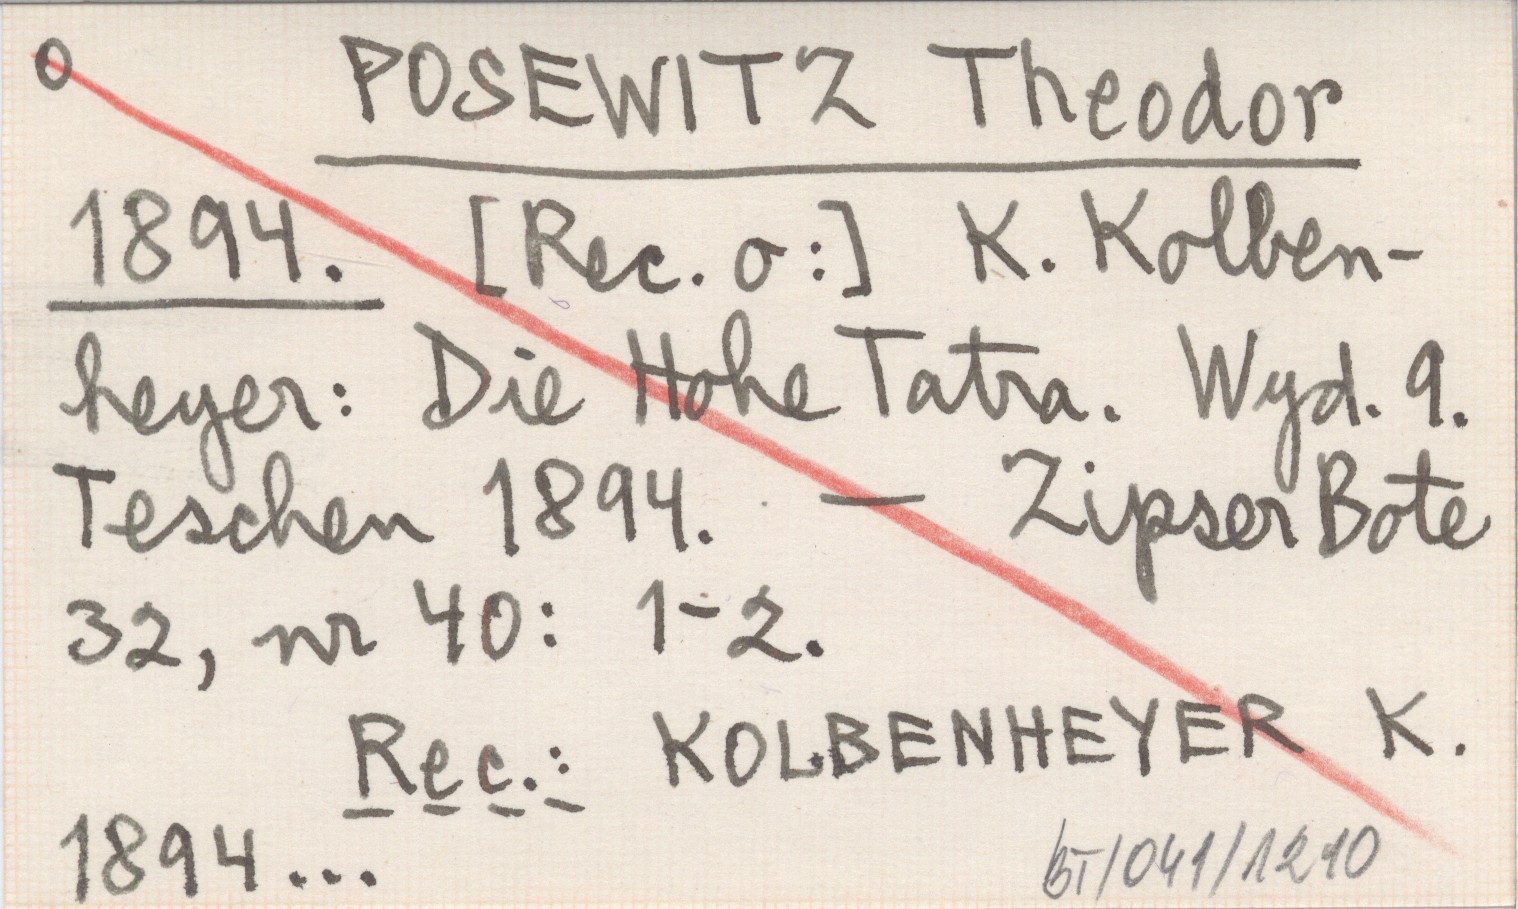 o POSEWITZ Theodor
1894. [Rec. o:] K. Kolben-
heyer: Die Hohe Tatra. Wyd. 9.
Teschen 1894. — Zipser Bote
32, nr 40: 1-2.
Rec.: KOLBENHEYER K.
1894...
BT/041/1210